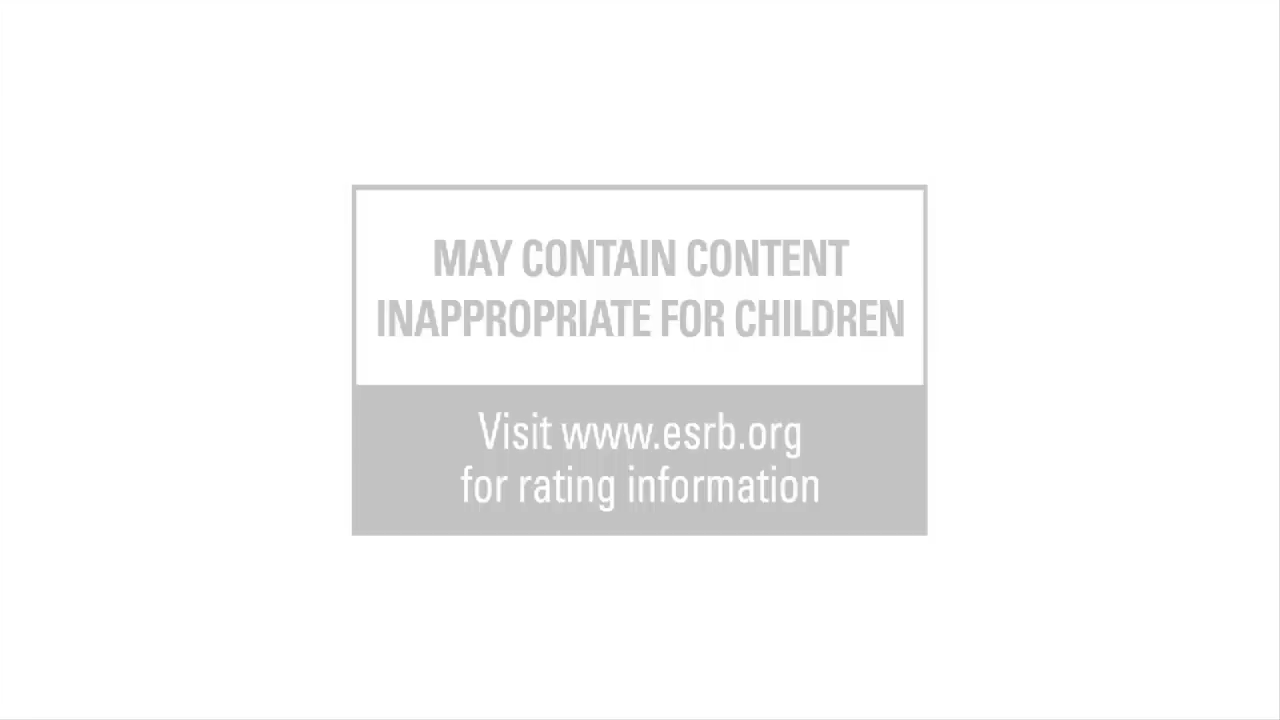 MAY CONTAIN CONTENT
INAPPROPRIATE FOR CHILDREN
Visit www.esrb.org
for rating information